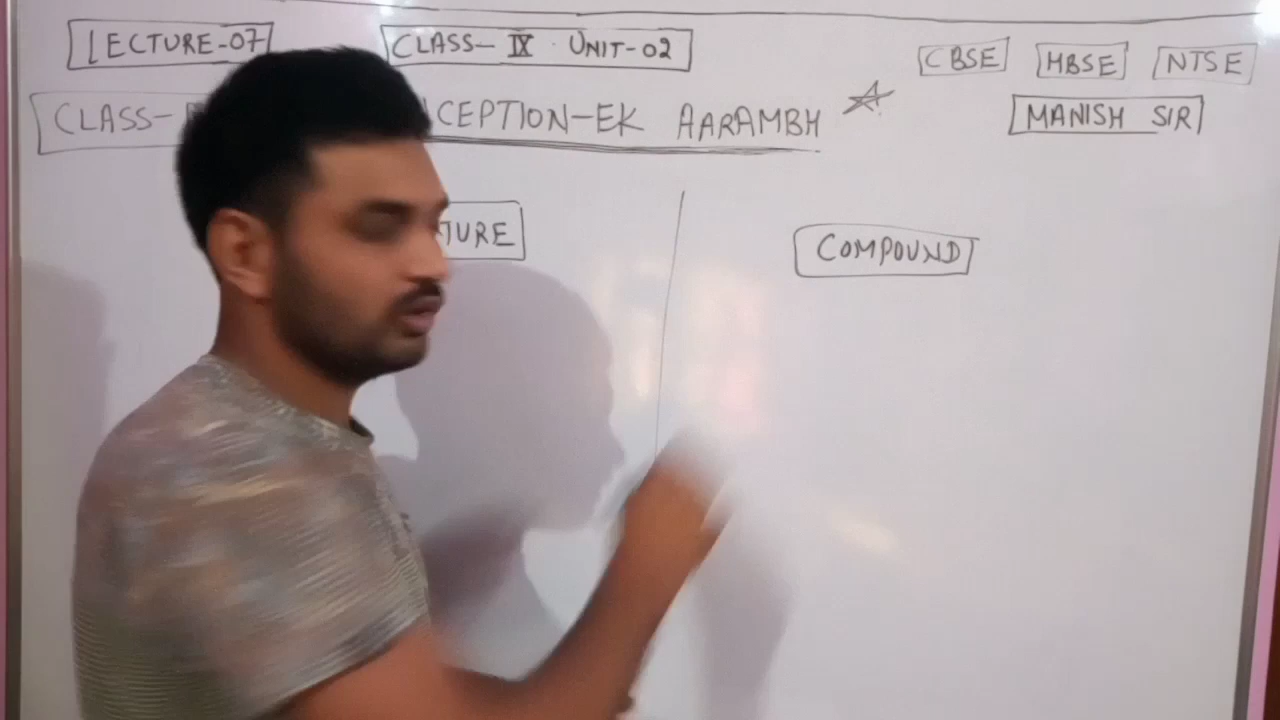 LECTURE-07
CLASS-IX UNIT-02
CBSE
HBSE
NTSE
CLASS- CEPTION-EK AARAMBH
MANISH SIR
TURE
COMPOUND